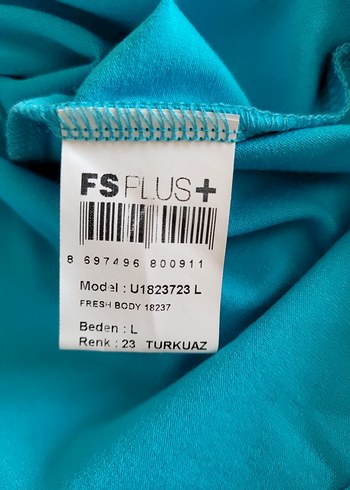 FS PLUS+
8 697496 800911
Model : U1823723 L
FRESH BODY 18237
Beden : L
Renk : 23 TURKUAZ